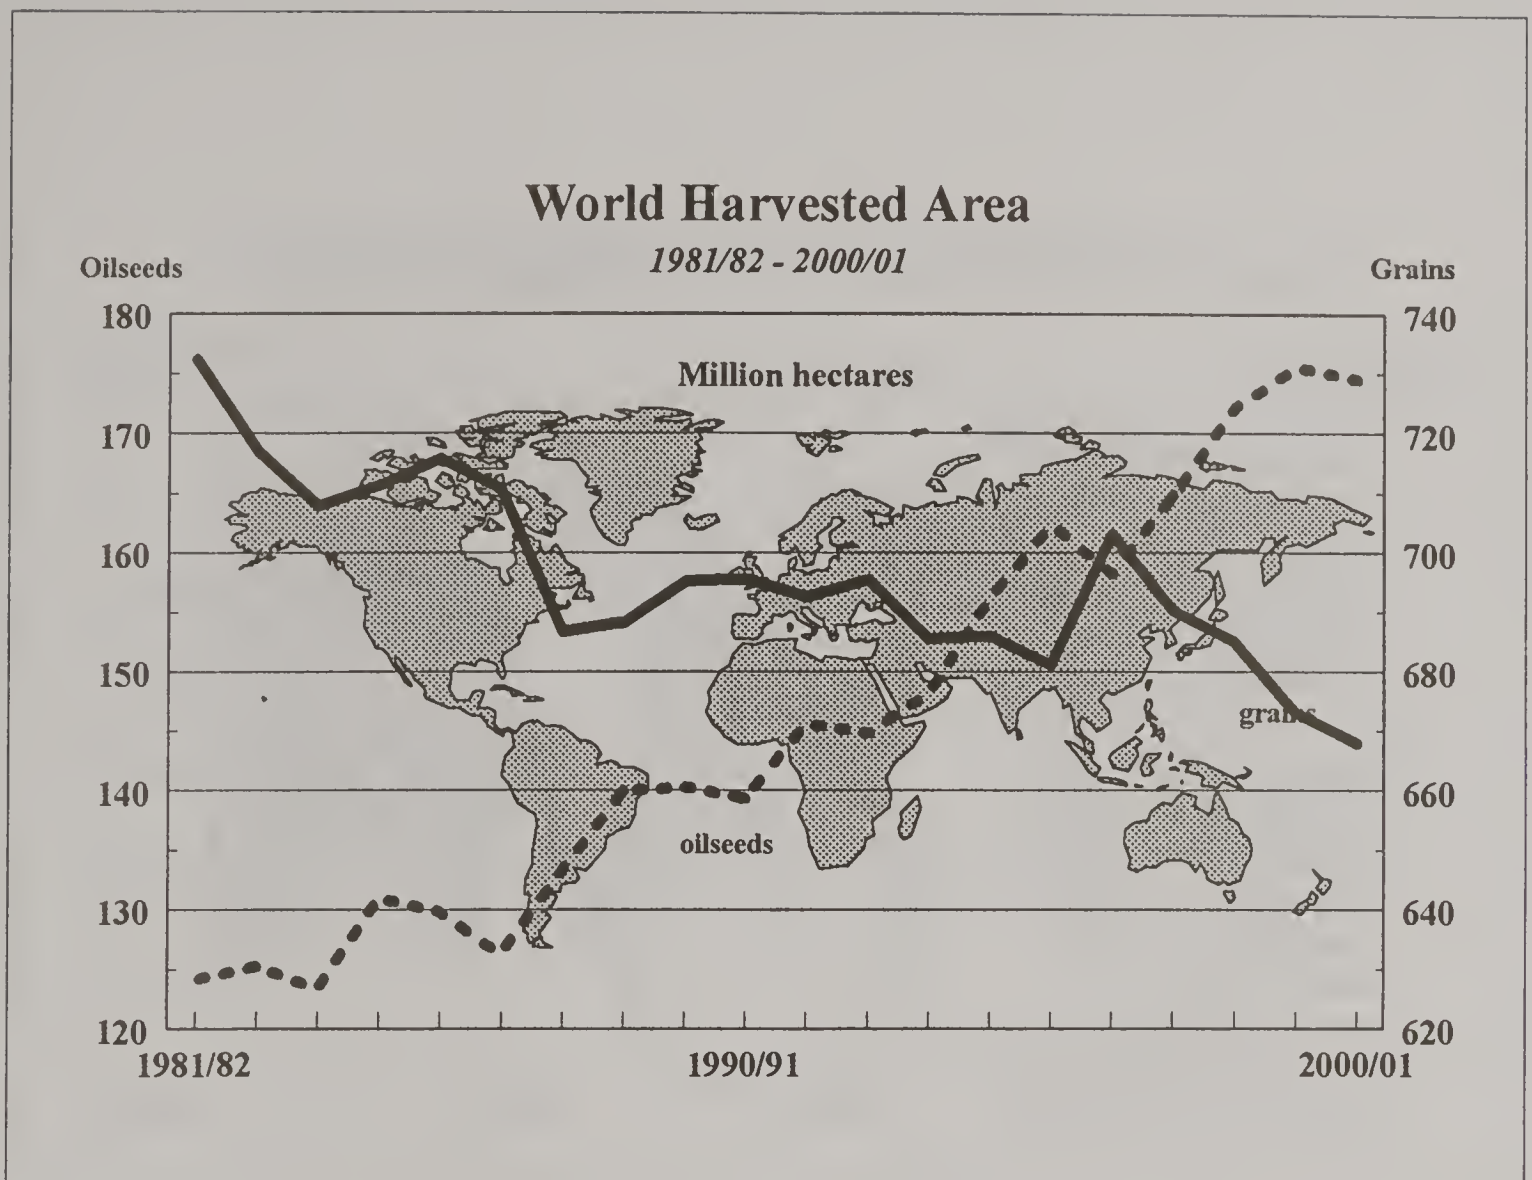 World Harvested Area
1981/82 - 2000/01
Oilseeds
Grains
180
740
Million hectares
170
720
160
700
150
680
grains
140
660
oilseeds
130
640
120
620
1981/82
1990/91
2000/01